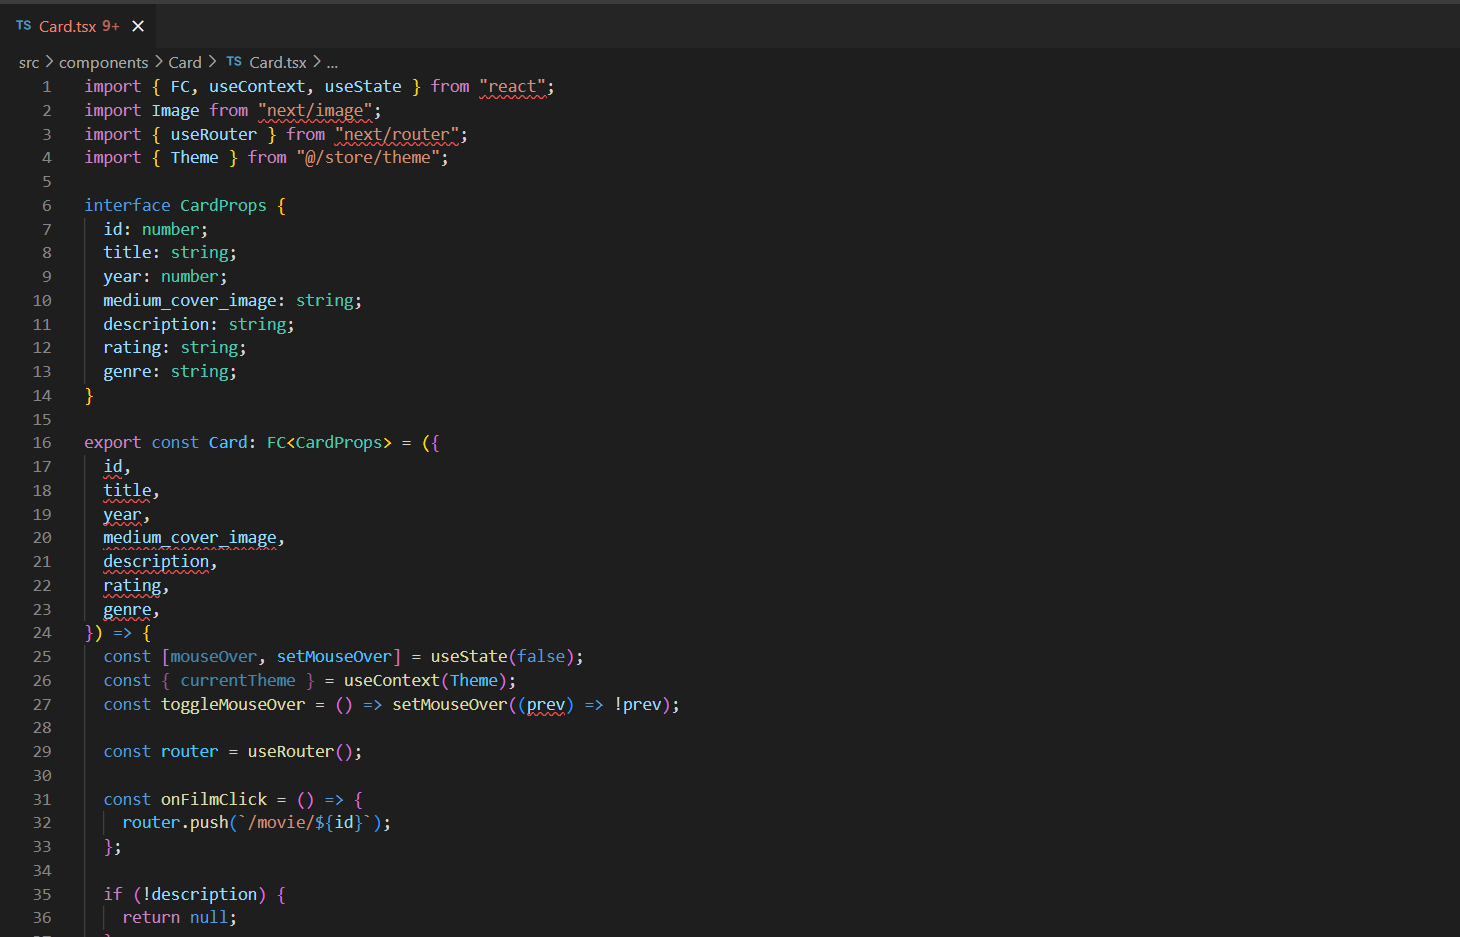 TS Card.tsx 9+ ×
src > components > Card > TS Card.tsx > ...
1 import { FC, useContext, useState } from "react";
2 import Image from "next/image";
3 import { useRouter } from "next/router";
4 import { Theme } from "@/store/theme";
5
6 interface CardProps {
7 id: number;
8 title: string;
9 year: number;
10 medium_cover_image: string;
11 description: string;
12 rating: string;
13 genre: string;
14 }
15
16 export const Card: FC<CardProps> = ({
17 id,
18 title,
19 year,
20 medium_cover_image,
21 description,
22 rating,
23 genre,
24 }) => {
25 const [mouseOver, setMouseOver] = useState(false);
26 const { currentTheme } = useContext(Theme);
27 const toggleMouseOver = () => setMouseOver((prev) => !prev);
28
29 const router = useRouter();
30
31 const onFilmClick = () => {
32 router.push(`/movie/${id}`);
33 };
34
35 if (!description) {
36 return null;